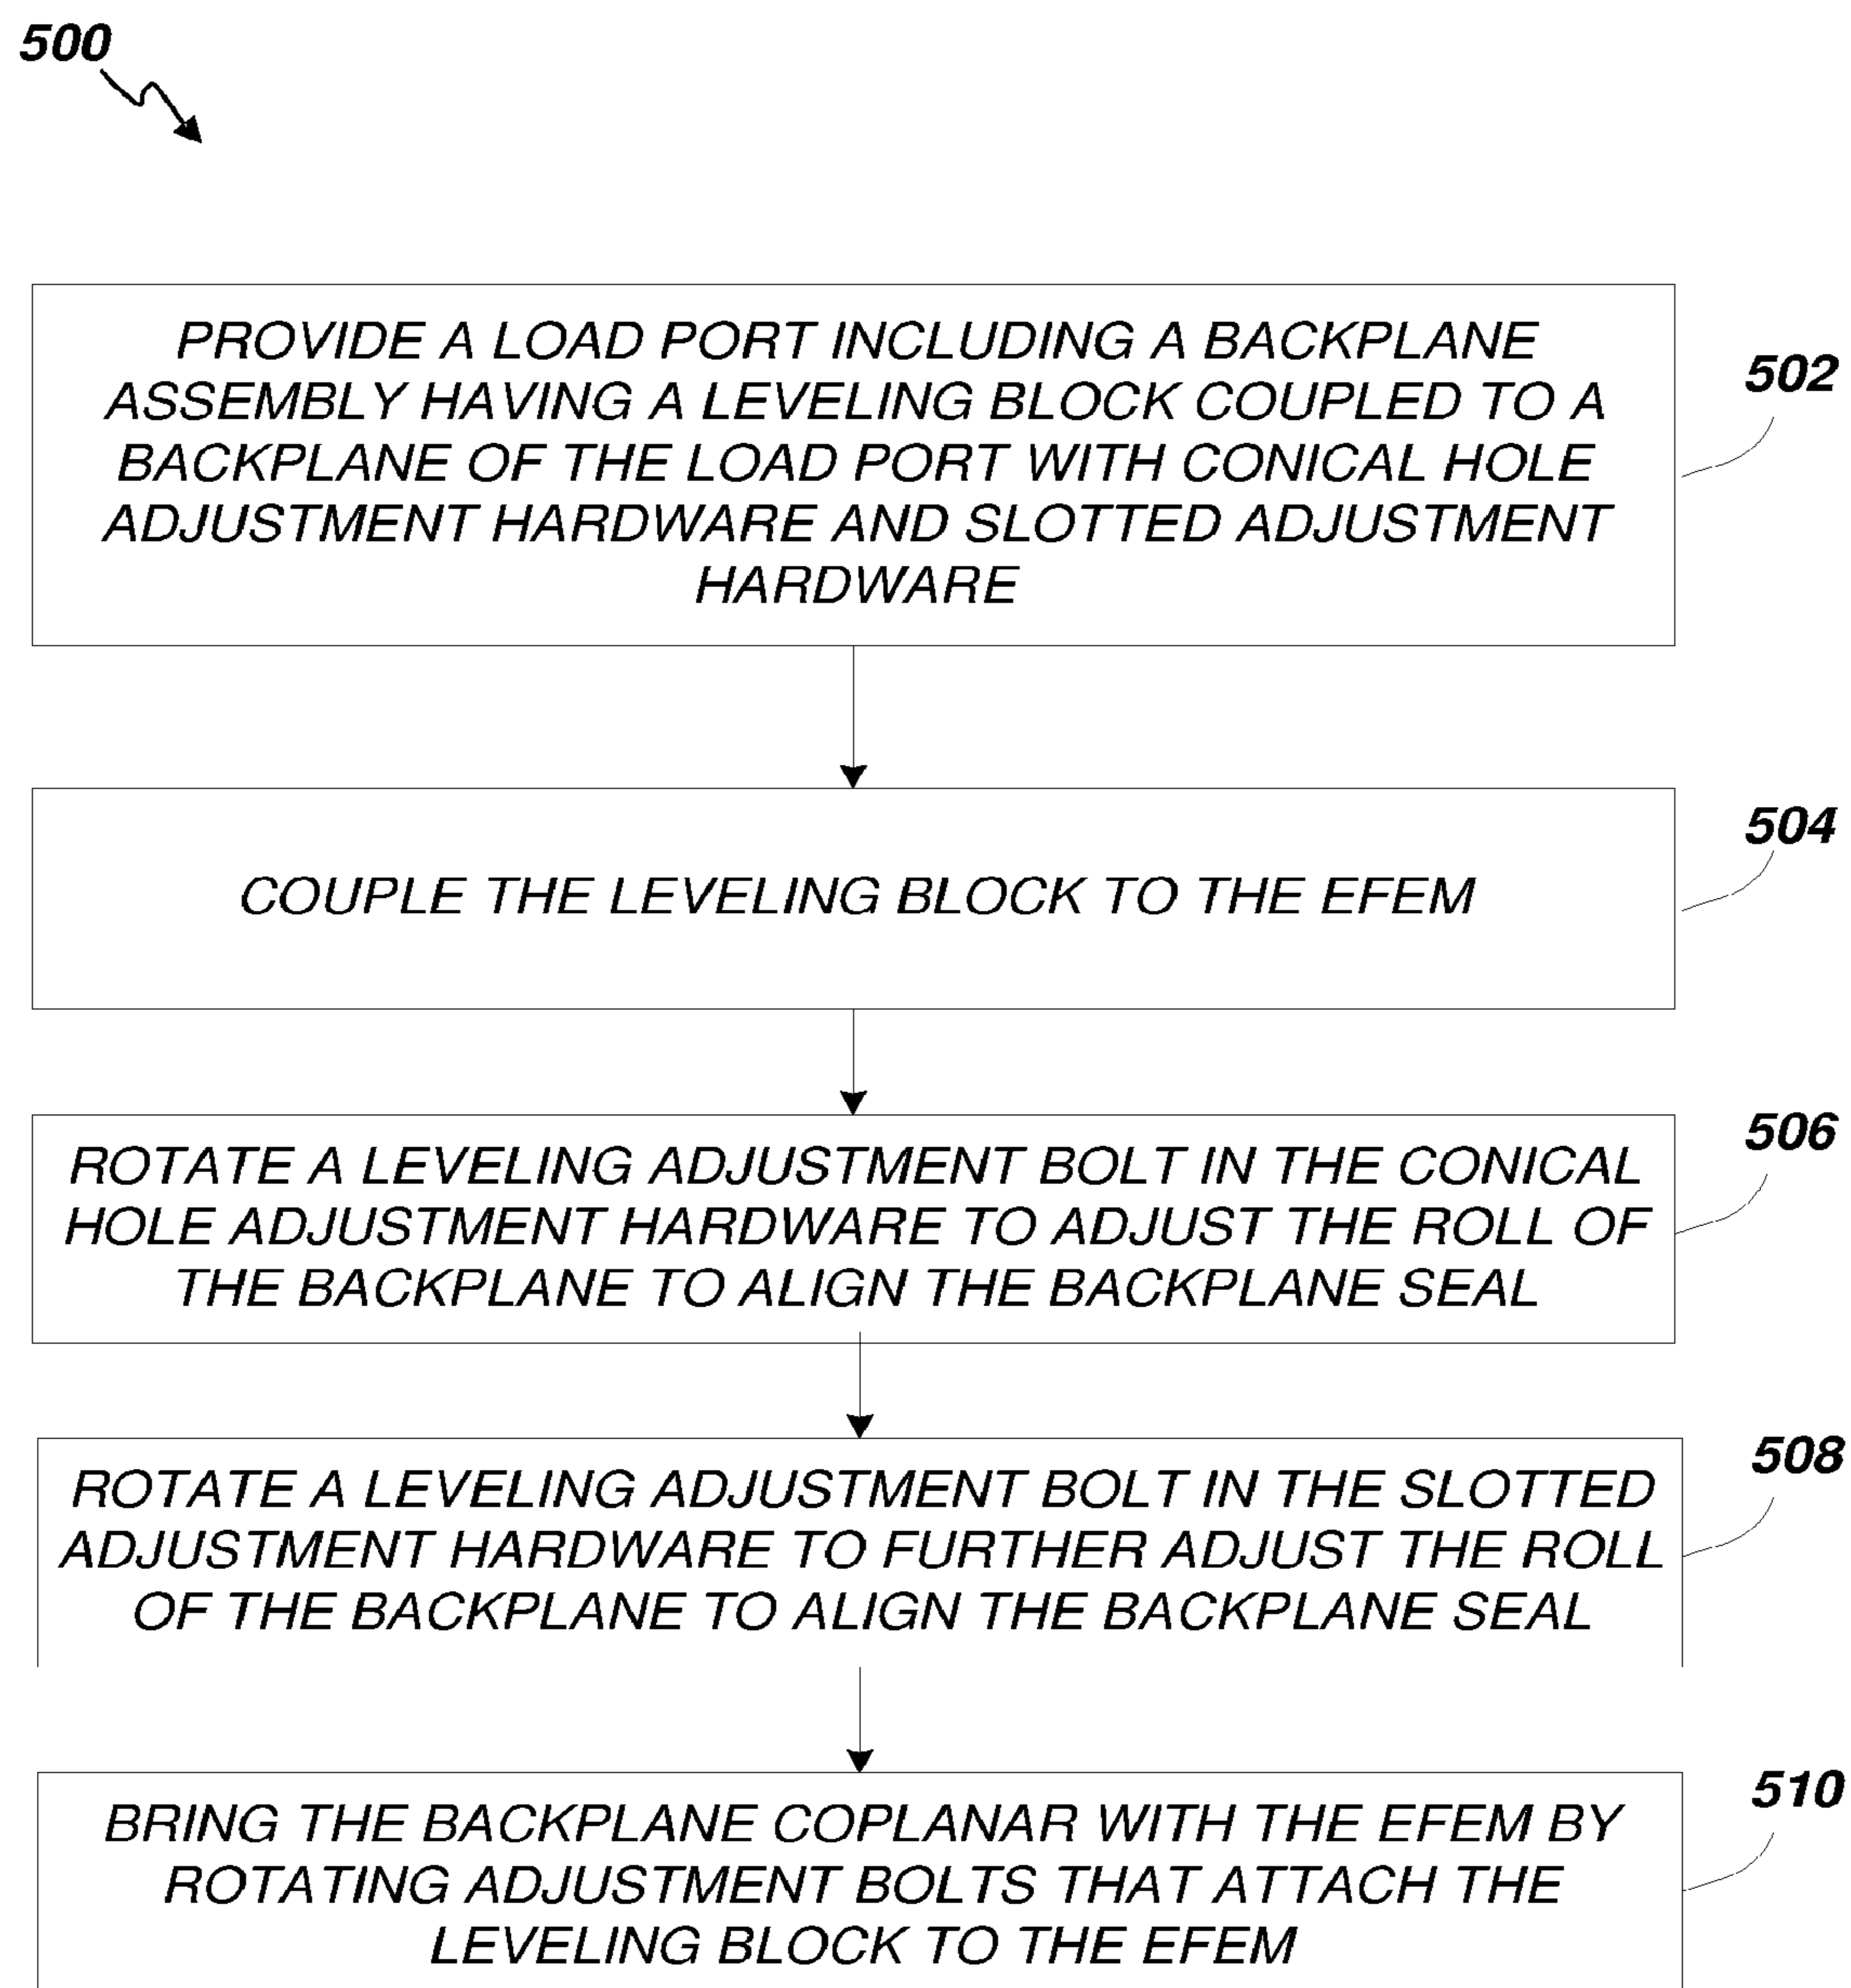 500
PROVIDE A LOAD PORT INCLUDING A BACKPLANE
ASSEMBLY HAVING A LEVELING BLOCK COUPLED TO A
BACKPLANE OF THE LOAD PORT WITH CONICAL HOLE
ADJUSTMENT HARDWARE AND SLOTTED ADJUSTMENT
HARDWARE
502
COUPLE THE LEVELING BLOCK TO THE EFEM
504
ROTATE A LEVELING ADJUSTMENT BOLT IN THE CONICAL
HOLE ADJUSTMENT HARDWARE TO ADJUST THE ROLL OF
THE BACKPLANE TO ALIGN THE BACKPLANE SEAL
506
ROTATE A LEVELING ADJUSTMENT BOLT IN THE SLOTTED
ADJUSTMENT HARDWARE TO FURTHER ADJUST THE ROLL
OF THE BACKPLANE TO ALIGN THE BACKPLANE SEAL
508
BRING THE BACKPLANE COPLANAR WITH THE EFEM BY
ROTATING ADJUSTMENT BOLTS THAT ATTACH THE
LEVELING BLOCK TO THE EFEM
510